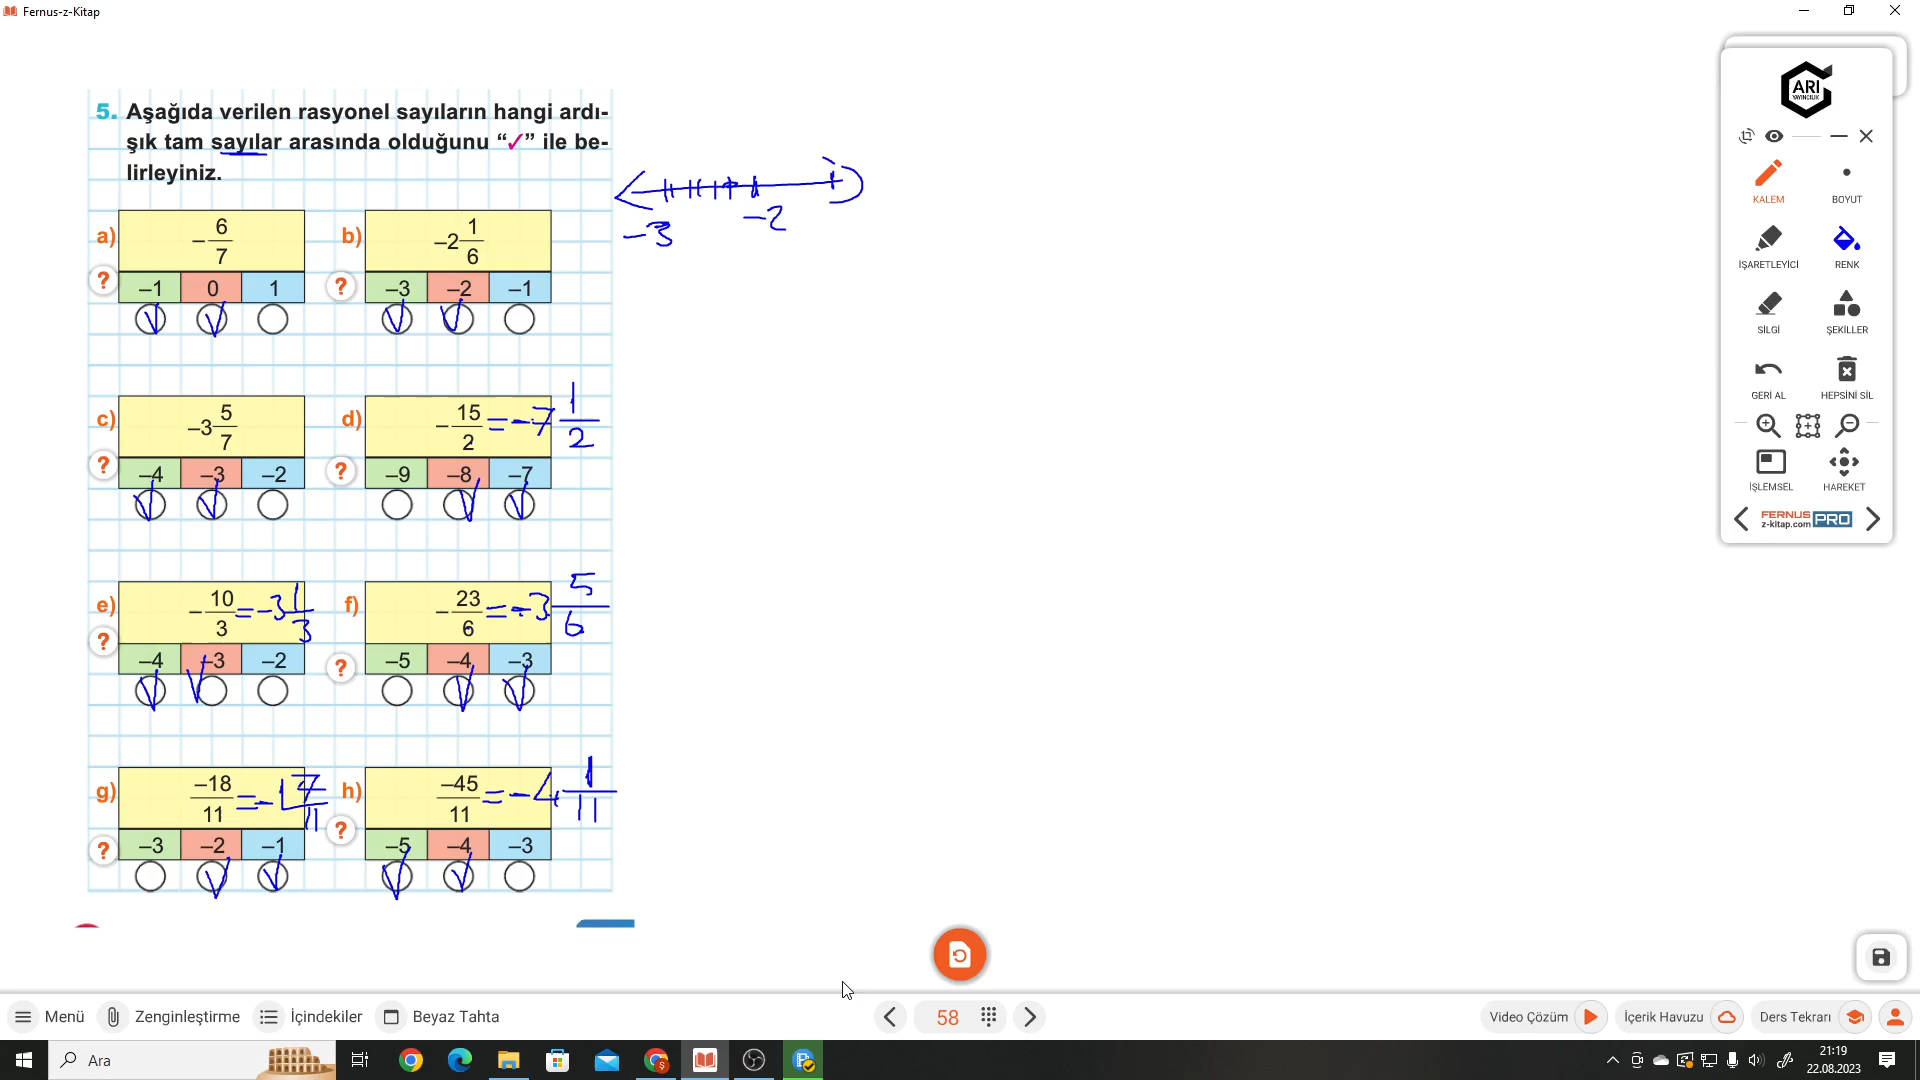 Fernus-z-Kitap
5. Aşağıda verilen rasyonel sayıların hangi ardı-
şık tam sayılar arasında olduğunu “✓” ile be-
lirleyiniz.
–3 –2
a) –6/7
? –1 0 1
b) –2 1/6
? –3 –2 –1
c) –3 5/7
? –4 –3 –2
d) –15/2 = –7 1/2
? –9 –8 –7
e) –10/3 = –3 1/3
? –4 –3 –2
f) –23/6 = –3 5/6
? –5 –4 –3
g) –18/11 = –1 7/11
? –3 –2 –1
h) –45/11 = –4 1/11
? –5 –4 –3
ARI
YAYINCILIK
KALEM BOYUT
İŞARETLEYİCİ RENK
SİLGİ ŞEKİLLER
GERİ AL HEPSİNİ SİL
İŞLEMSEL HAREKET
FERNUS
z-kitap.com PRO
Menü Zenginleştirme İçindekiler Beyaz Tahta 58 Video Çözüm İçerik Havuzu Ders Tekrarı
Ara
21:19
22.08.2023